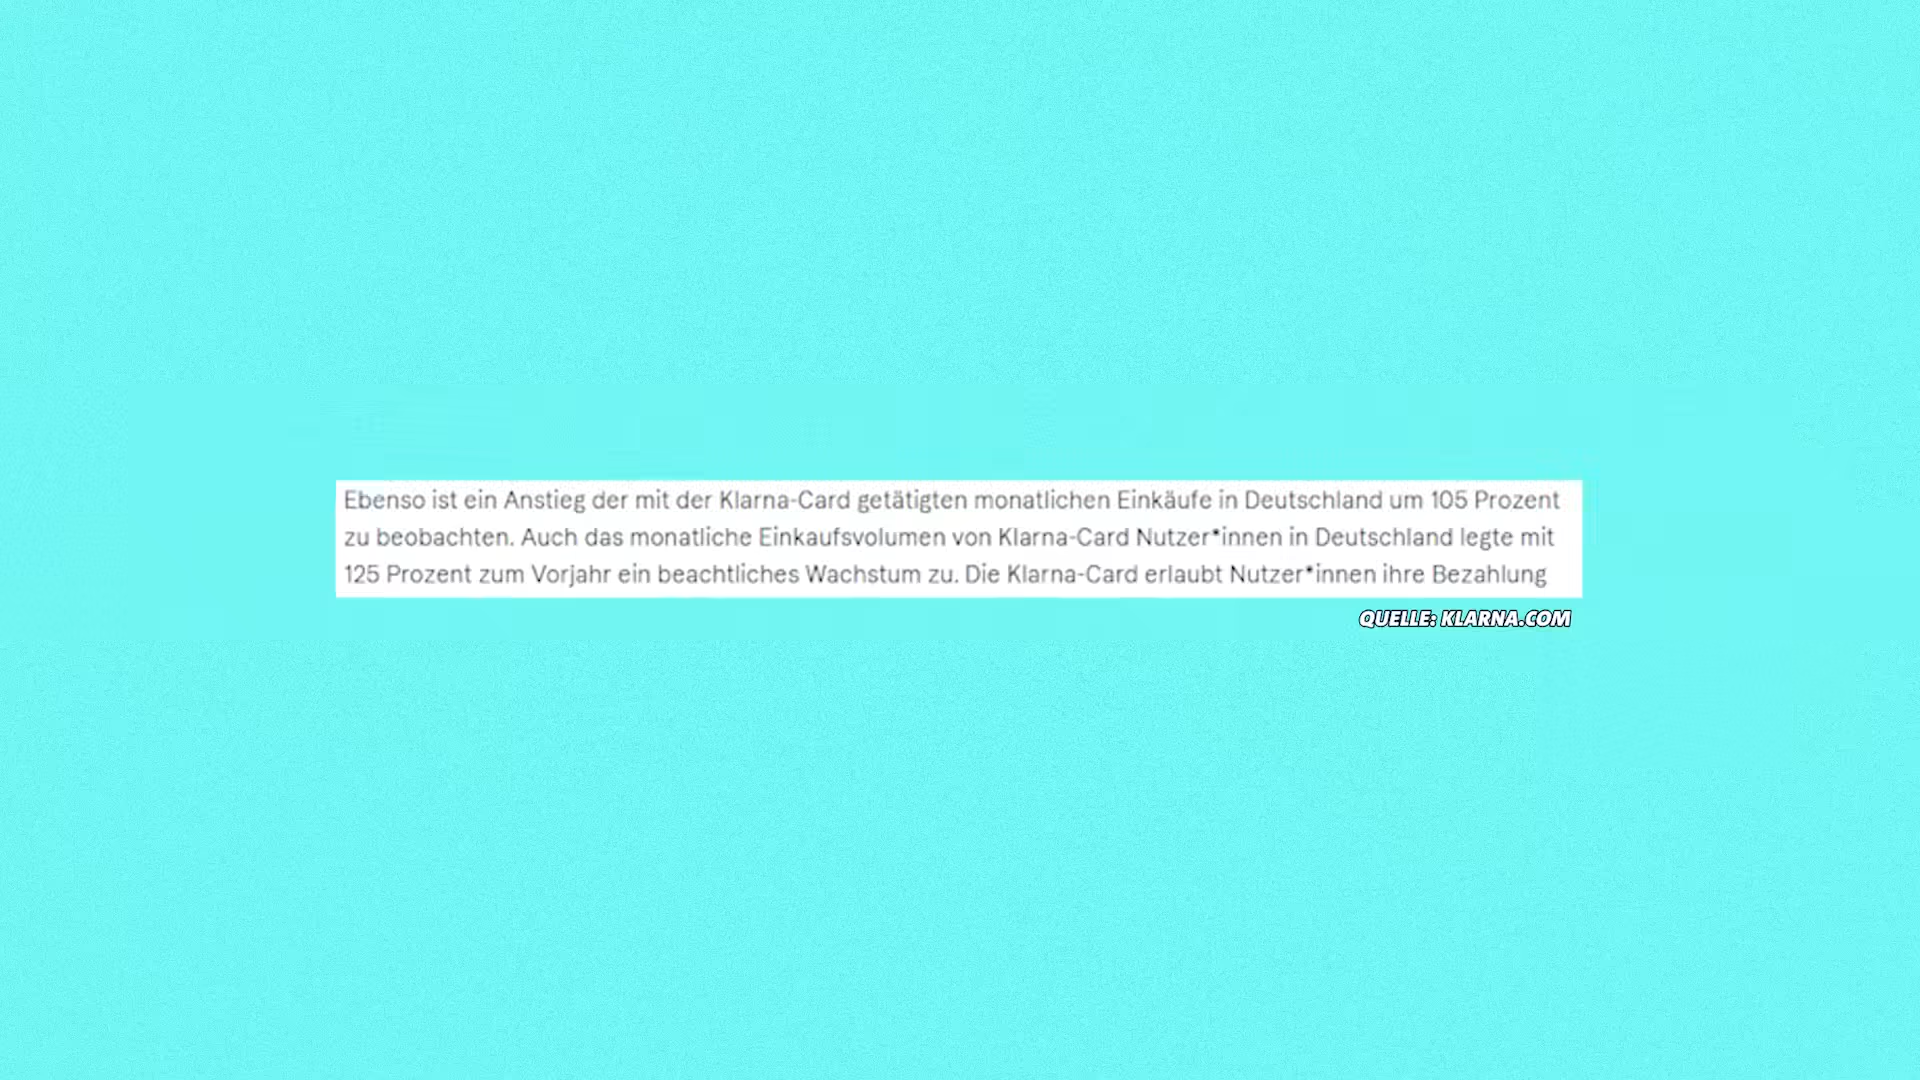 Ebenso ist ein Anstieg der mit der Klarna-Card getätigten monatlichen Einkäufe in Deutschland um 105 Prozent
zu beobachten. Auch das monatliche Einkaufsvolumen von Klarna-Card Nutzer*innen in Deutschland legte mit
125 Prozent zum Vorjahr ein beachtliches Wachstum zu. Die Klarna-Card erlaubt Nutzer*innen ihre Bezahlung
QUELLE: KLARNA.COM